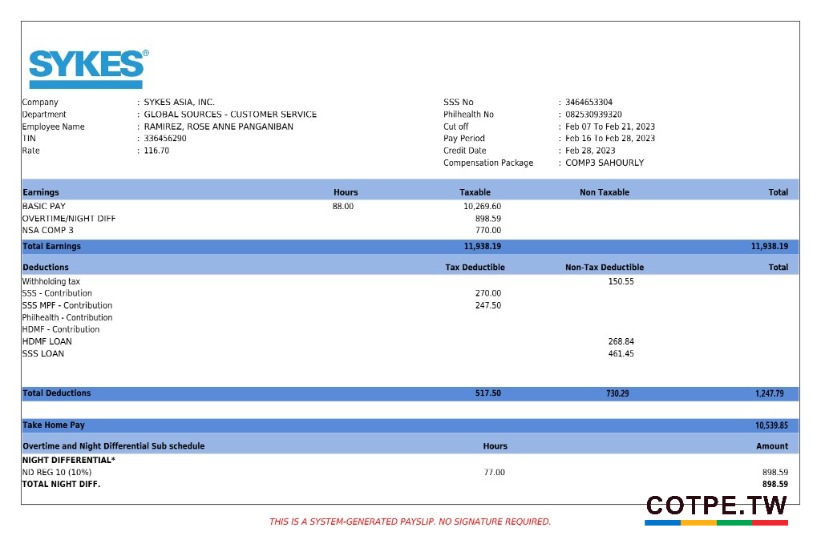 SYKES®
Company : SYKES ASIA, INC. SSS No : 3464653304
Department : GLOBAL SOURCES - CUSTOMER SERVICE Philhealth No : 082530939320
Employee Name : RAMIREZ, ROSE ANNE PANGANIBAN Cut off : Feb 07 To Feb 21, 2023
TIN : 336456290 Pay Period : Feb 16 To Feb 28, 2023
Rate : 116.70 Credit Date : Feb 28, 2023
Compensation Package : COMP3 SAHOURLY
Earnings Hours Taxable Non Taxable Total
BASIC PAY 88.00 10,269.60
OVERTIME/NIGHT DIFF 898.59
NSA COMP 3 770.00
Total Earnings 11,938.19 11,938.19
Deductions Tax Deductible Non-Tax Deductible Total
Withholding tax 150.55
SSS - Contribution 270.00
SSS MPF - Contribution 247.50
Philhealth - Contribution
HDMF - Contribution
HDMF LOAN 268.84
SSS LOAN 461.45
Total Deductions 517.50 730.29 1,247.79
Take Home Pay 10,539.85
Overtime and Night Differential Sub schedule Hours Amount
NIGHT DIFFERENTIAL*
ND REG 10 (10%) 77.00 898.59
TOTAL NIGHT DIFF. 898.59
COTPE.TW
THIS IS A SYSTEM-GENERATED PAYSLIP. NO SIGNATURE REQUIRED.